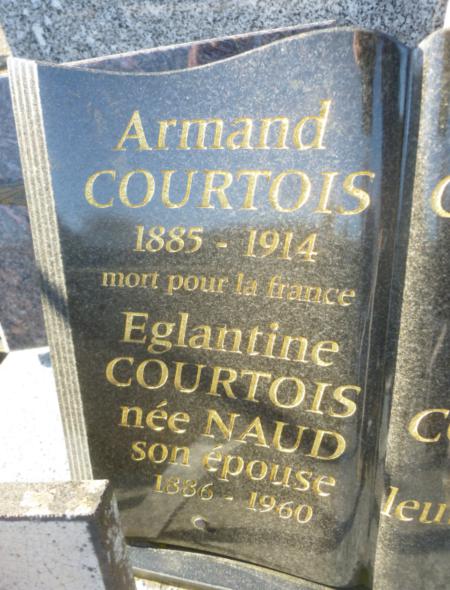 Armand
COURTOIS
1885 - 1914
mort pour la france
Eglantine
COURTOIS
née NAUD
son épouse
1886 - 1960